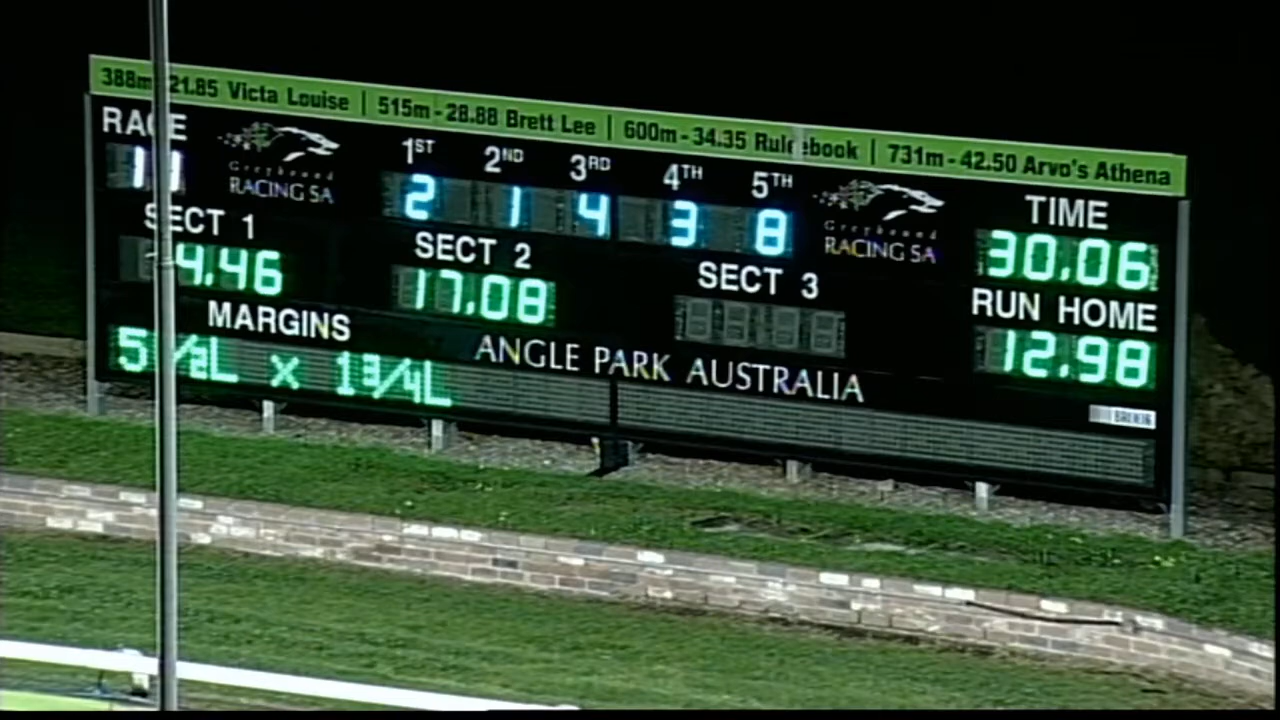 388m-21.85 Victa Louise | 515m-28.88 Brett Lee | 600m-34.35 Rulebook | 731m-42.50 Arvo's Athena
RACE
11
Greyhound
RACING SA
1ST 2ND 3RD 4TH 5TH
2 1 4 3 8
Greyhound
RACING SA
TIME
30.06
SECT 1
4.46
SECT 2
17.08
SECT 3
RUN HOME
12.98
MARGINS
5 1/2L x 1 3/4L
ANGLE PARK AUSTRALIA